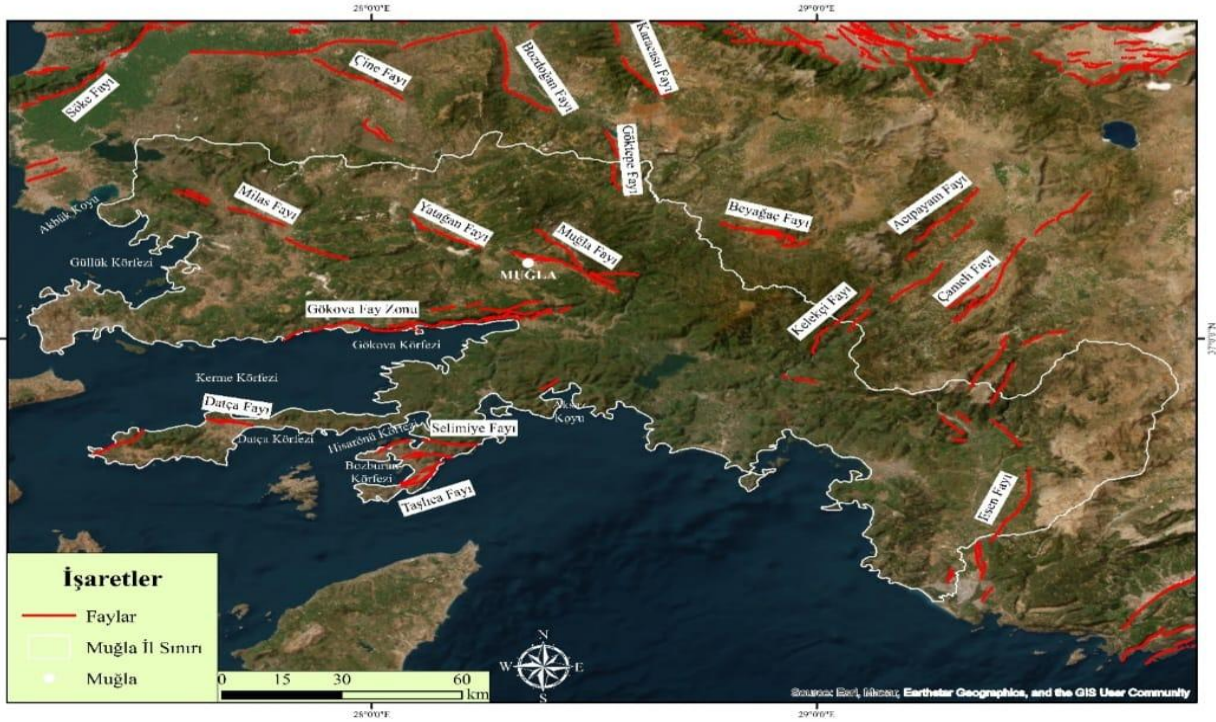 28°0'0"E 29°0'0"E
Söke Fayı
Çine Fayı
Bozdoğan Fayı
Karacasu Fayı
Göktepe Fayı
Akbük Koyu
Milas Fayı
Yatağan Fayı
Muğla Fayı
Beyağaç Fayı
Acıpayam Fayı
Güllük Körfezi
MUĞLA
Çamlı Fayı
Kelekçi Fayı
Gökova Fay Zonu
Gökova Körfezi
37°0'0"N
Kerme Körfezi
Datça Fayı
Datça Körfezi
Hisarönü Körfezi
Selimiye Fayı
Koyu
Bozburun
Körfezi
Taşlıca Fayı
Eşen Fayı
İşaretler
Faylar
Muğla İl Sınırı
Muğla
0 15 30 60
km
N
W E
S
Source: Esri, Maxar, Earthstar Geographics, and the GIS User Community
28°0'0"E 29°0'0"E